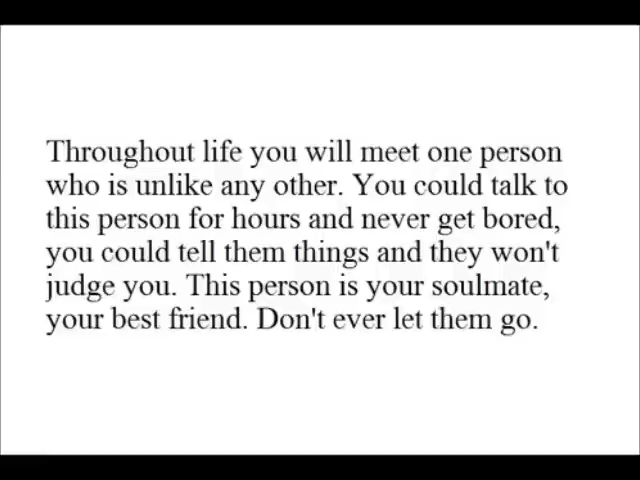 Throughout life you will meet one person
who is unlike any other. You could talk to
this person for hours and never get bored,
you could tell them things and they won't
judge you. This person is your soulmate,
your best friend. Don't ever let them go.